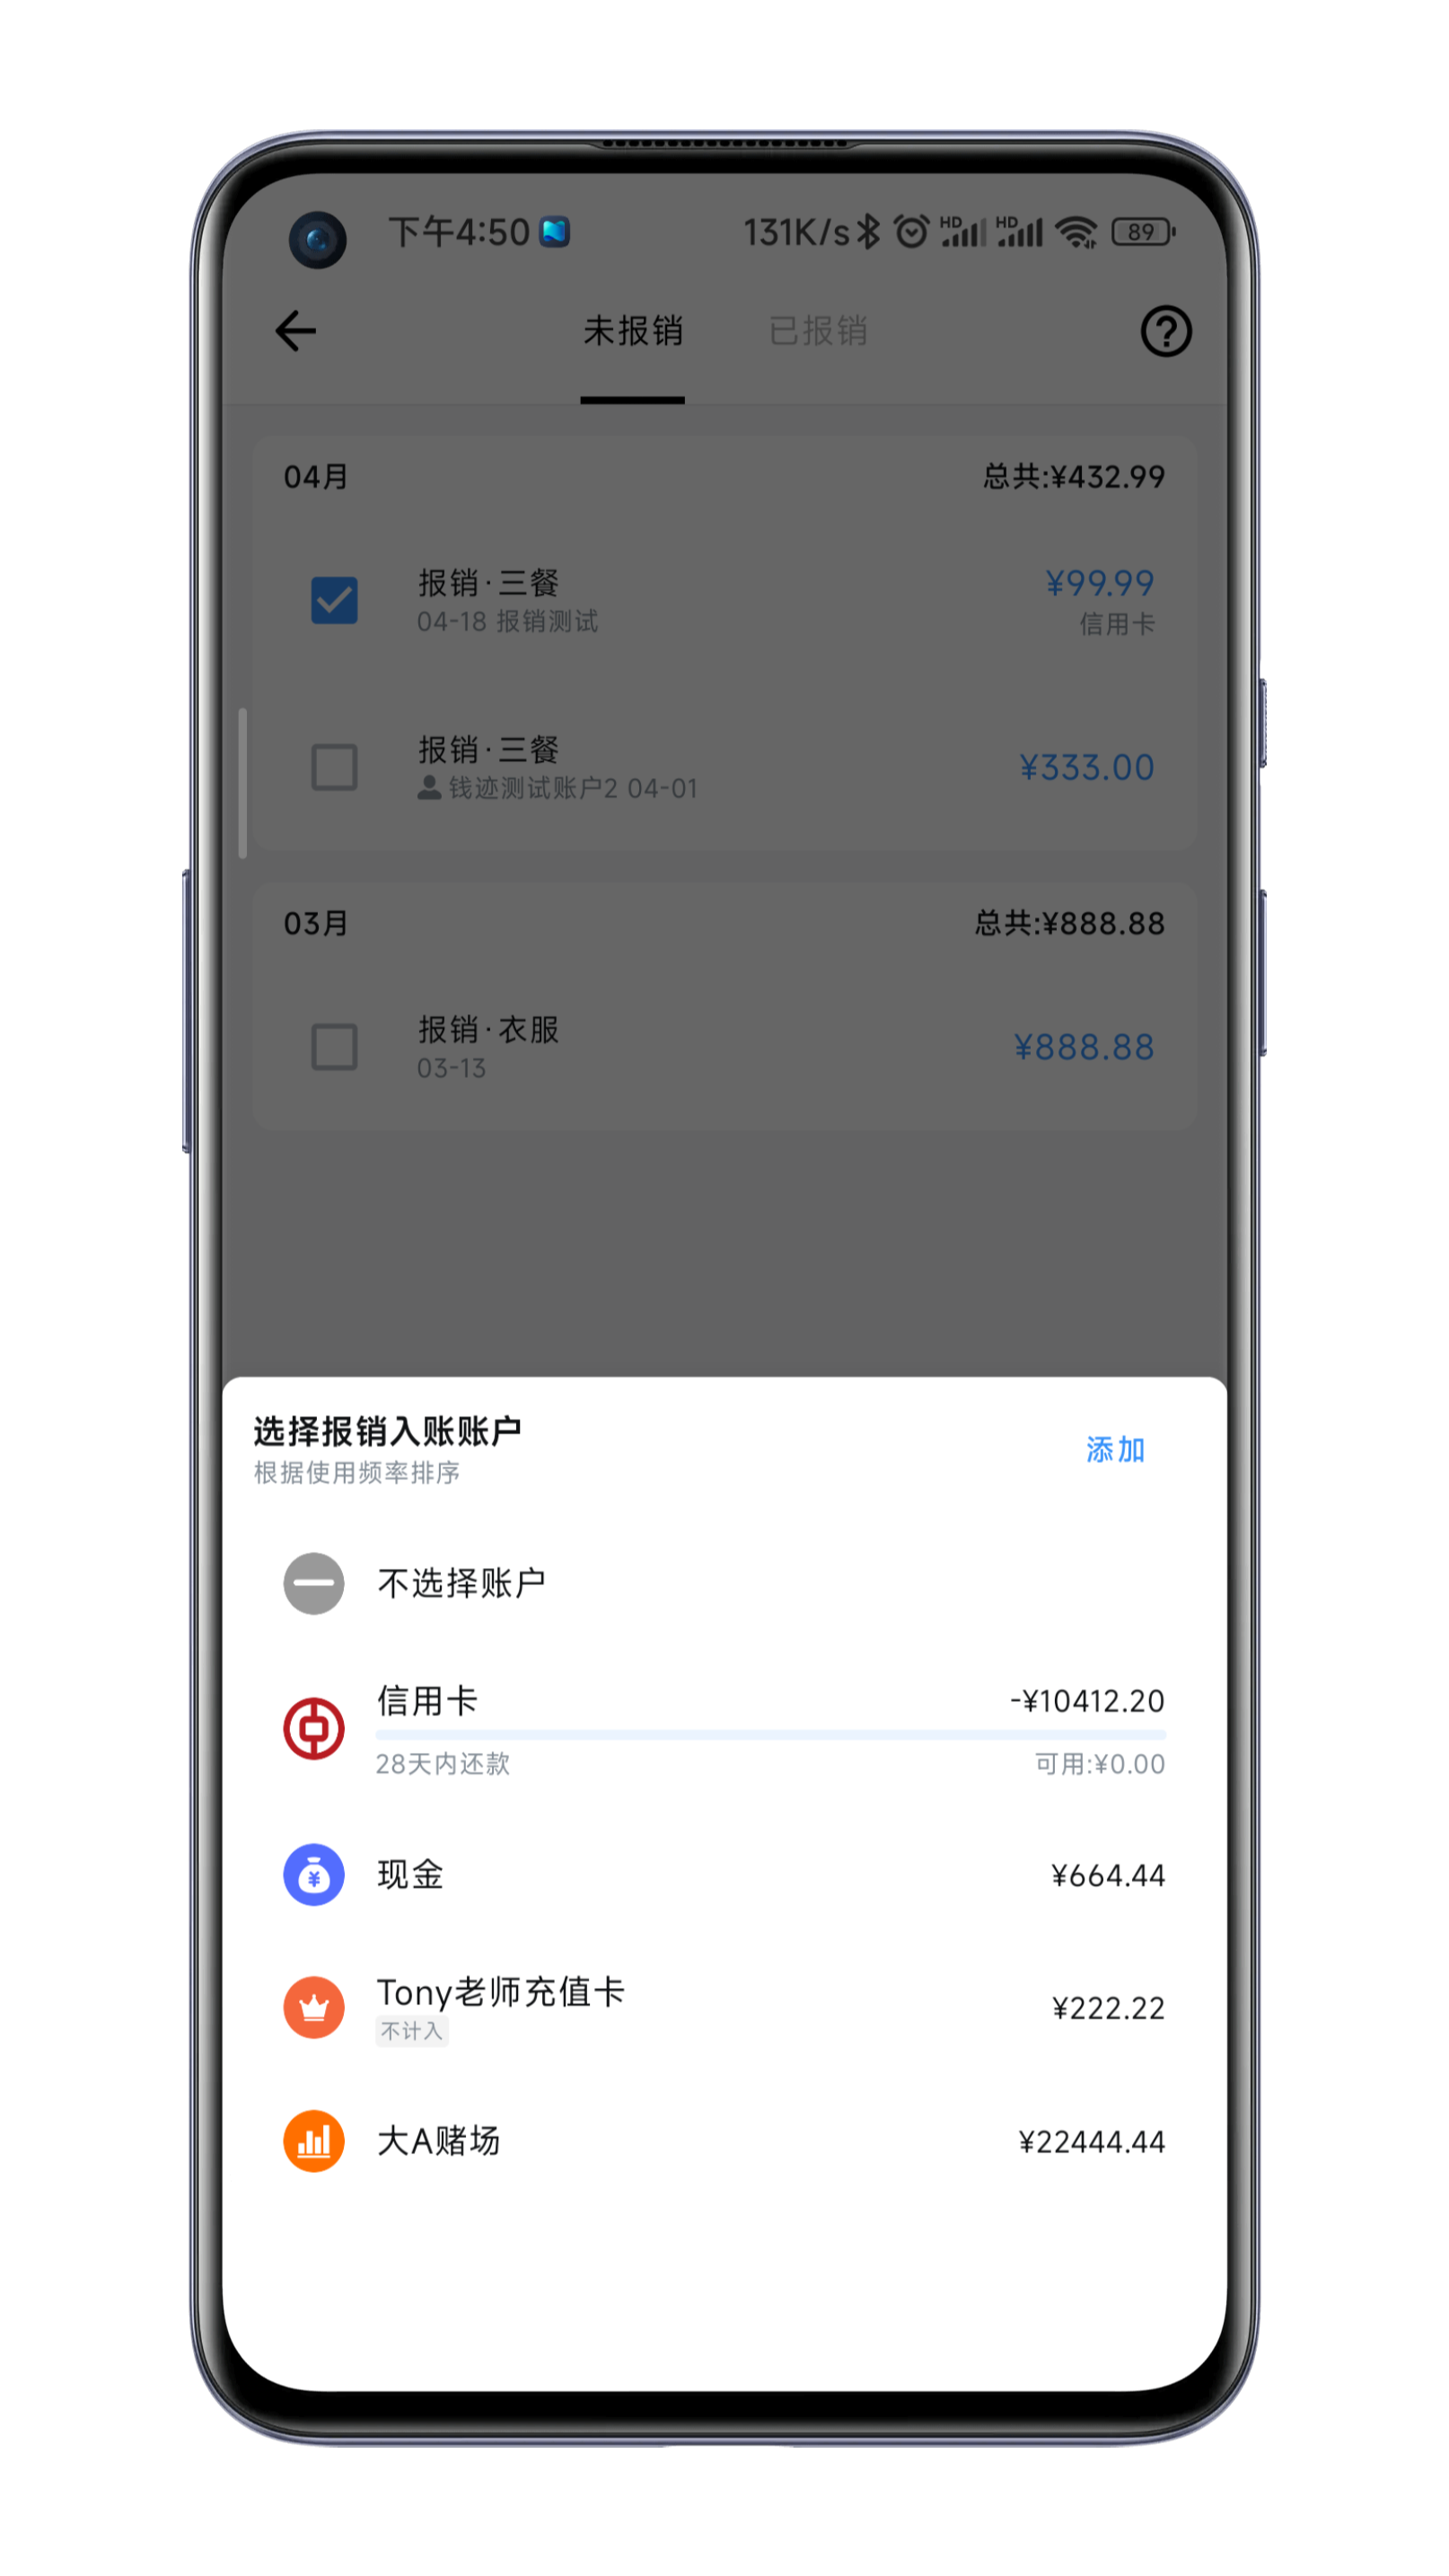 下午4:50
131K/s HD HD 89
未报销 已报销
04月 总共:¥432.99
报销·三餐 ¥99.99
04-18 报销测试 信用卡
报销·三餐 ¥333.00
钱迹测试账户2 04-01
03月 总共:¥888.88
报销·衣服 ¥888.88
03-13
选择报销入账账户 添加
根据使用频率排序
不选择账户
信用卡 -¥10412.20
28天内还款 可用:¥0.00
现金 ¥664.44
Tony老师充值卡 ¥222.22
不计入
大A赌场 ¥22444.44